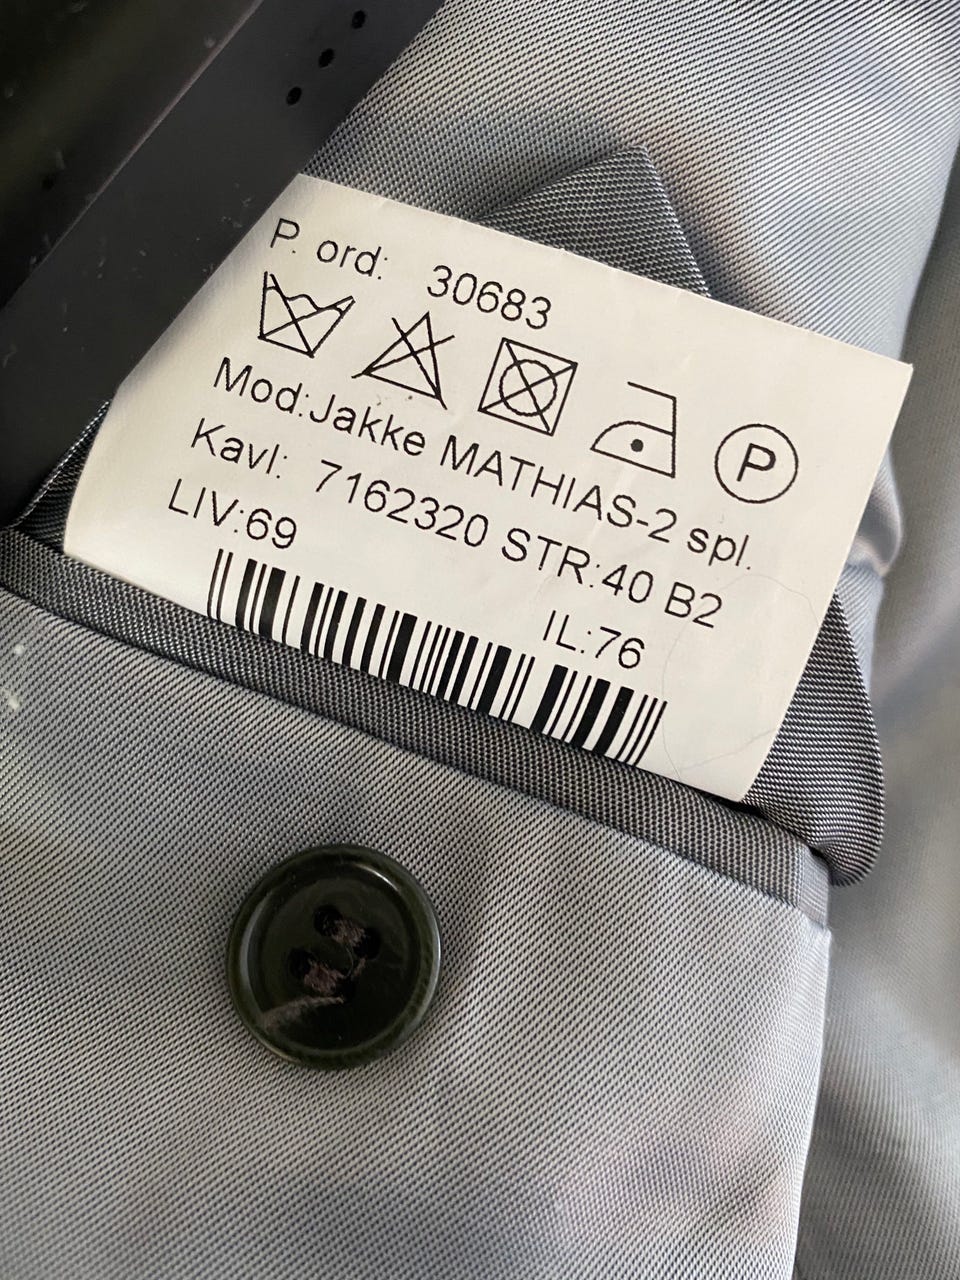 P. ord: 30683
P
Mod:Jakke MATHIAS-2 spl.
Kavl: 7162320 STR:40 B2
LIV:69 IL:76